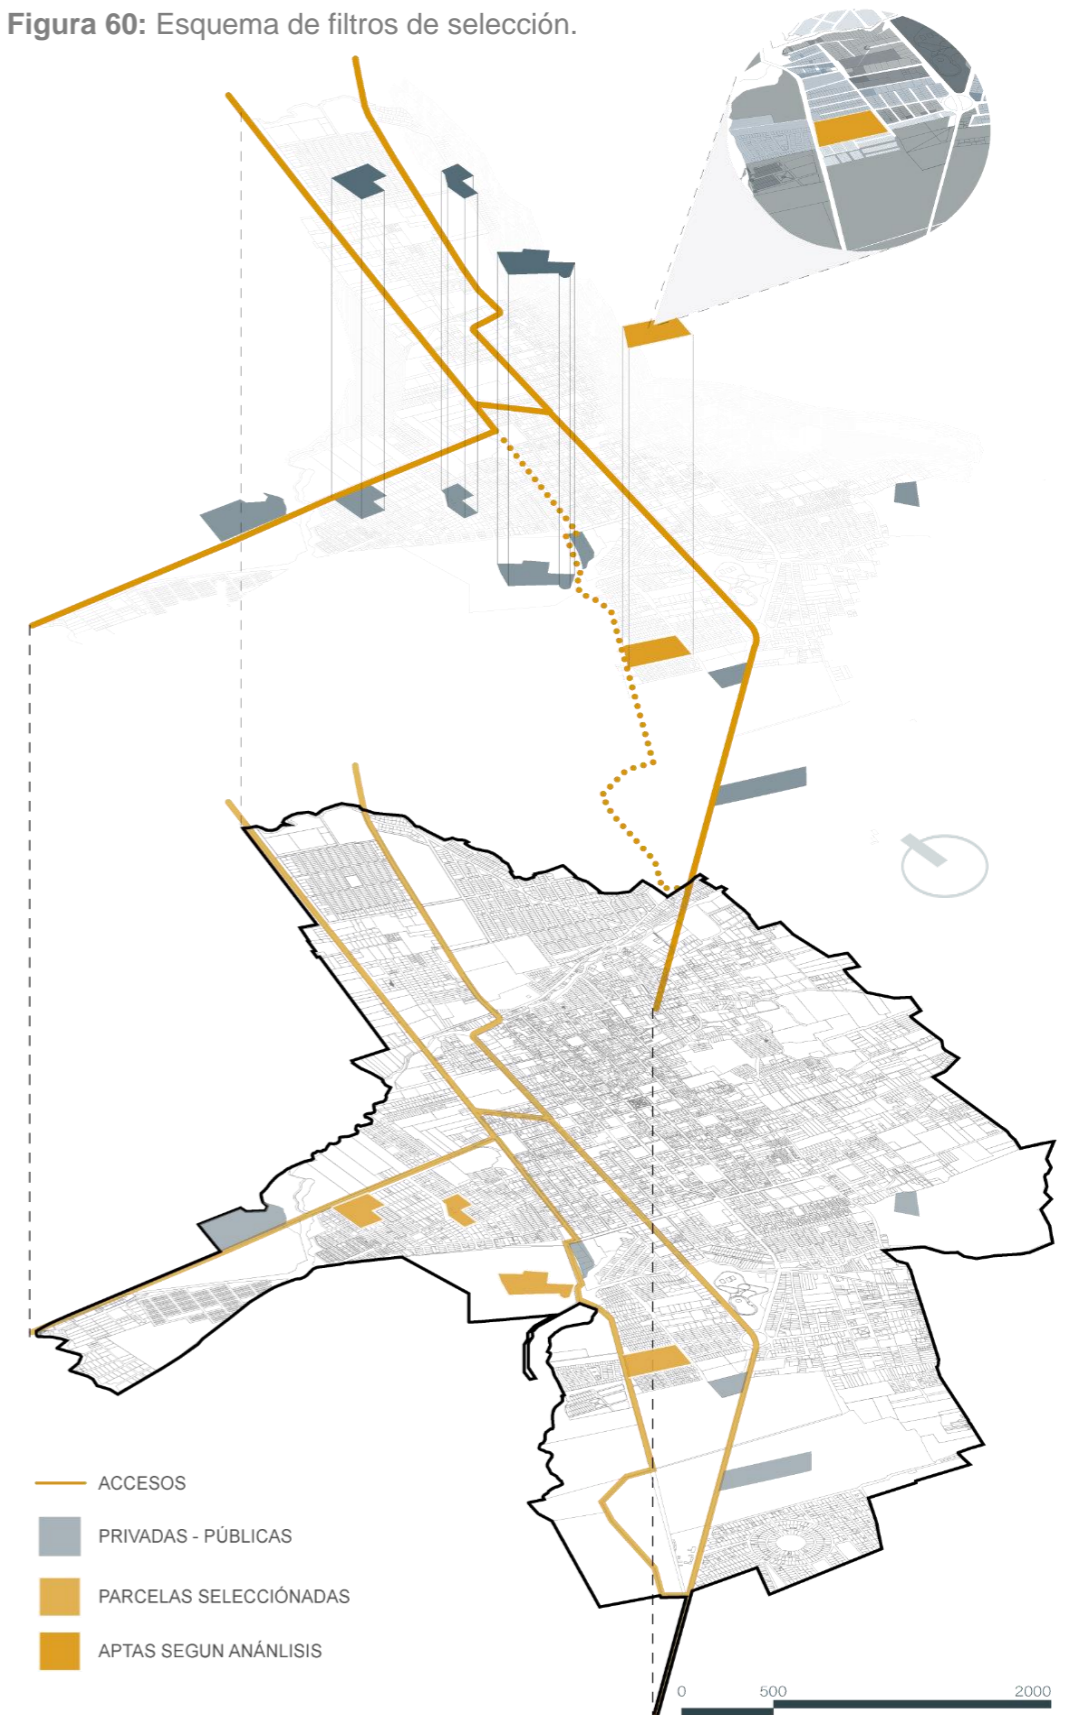 Figura 60: Esquema de filtros de selección.
ACCESOS
PRIVADAS - PÚBLICAS
PARCELAS SELECCIÓNADAS
APTAS SEGUN ANÁNLISIS
0 500 2000